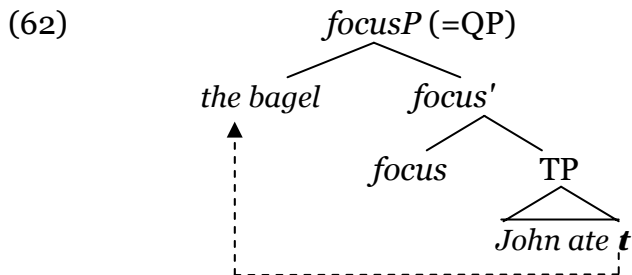 (62) focusP (=QP)
the bagel focus'
focus TP
John ate t